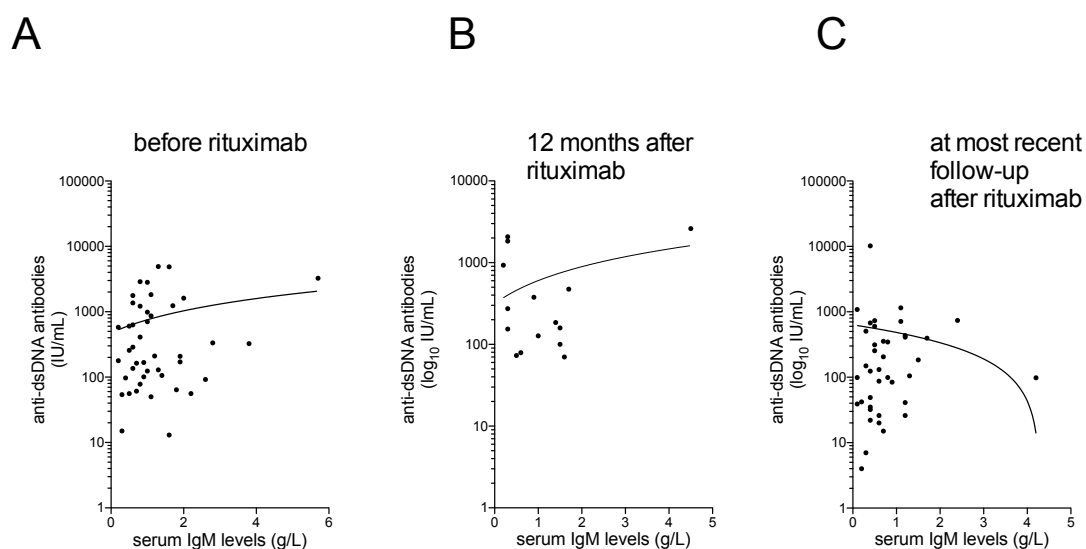 A
B
C
before rituximab
12 months after
rituximab
at most recent
follow-up
after rituximab
anti-dsDNA antibodies
(IU/mL)
100000
10000
1000
100
10
1
0
2
4
6
serum IgM levels (g/L)
anti-dsDNA antibodies
(log10 IU/mL)
10000
1000
100
10
1
0
1
2
3
4
5
serum IgM levels (g/L)
anti-dsDNA antibodies
(log10 IU/mL)
100000
10000
1000
100
10
1
0
1
2
3
4
5
serum IgM levels (g/L)